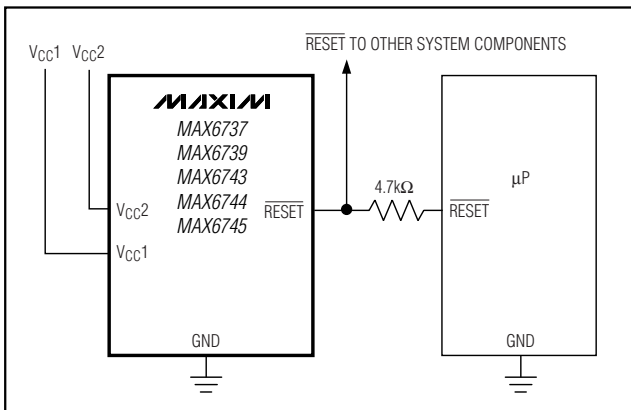 RESET TO OTHER SYSTEM COMPONENTS
VCC1 VCC2
MAXIM
MAX6737
MAX6739
MAX6743
MAX6744
MAX6745
4.7kΩ
μP
VCC2
RESET
RESET
VCC1
GND
GND